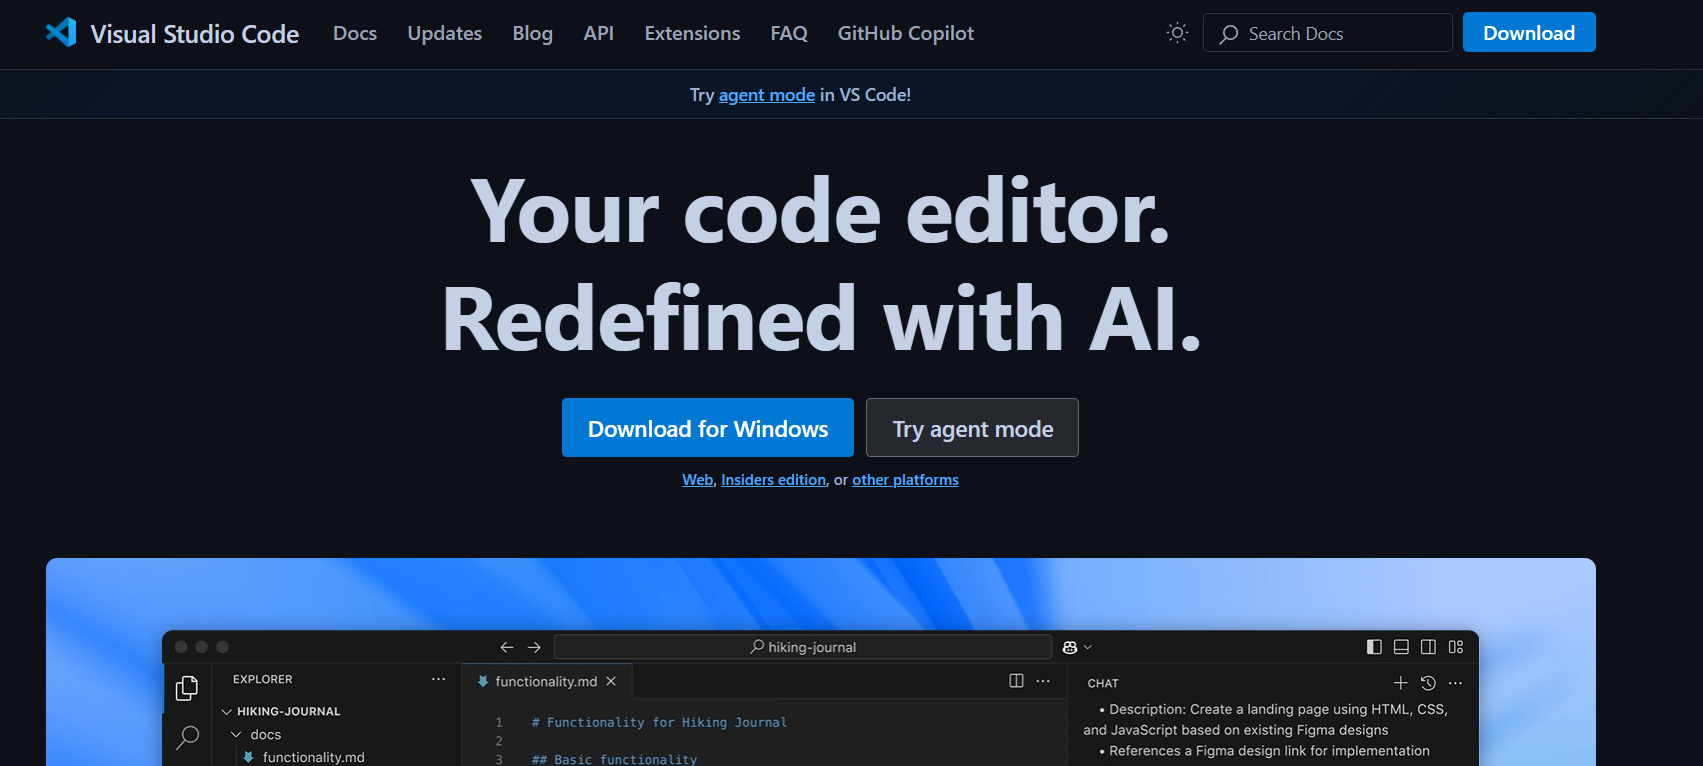 Visual Studio Code Docs Updates Blog API Extensions FAQ GitHub Copilot Search Docs Download
Try agent mode in VS Code!
Your code editor.
Redefined with AI.
Download for Windows Try agent mode
Web, Insiders edition, or other platforms
hiking-journal
EXPLORER
HIKING-JOURNAL
docs
functionality.md
functionality.md
1 # Functionality for Hiking Journal
2
3 ## Basic functionality
CHAT
• Description: Create a landing page using HTML, CSS,
and JavaScript based on existing Figma designs
• References a Figma design link for implementation